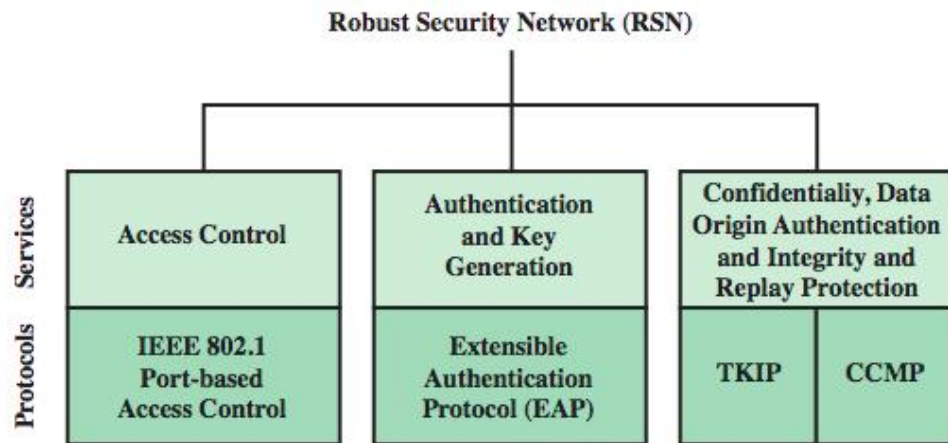 Robust Security Network (RSN)
Services
Access Control
Authentication
and Key
Generation
Confidentialiy, Data
Origin Authentication
and Integrity and
Replay Protection
Protocols
IEEE 802.1
Port-based
Access Control
Extensible
Authentication
Protocol (EAP)
TKIP
CCMP